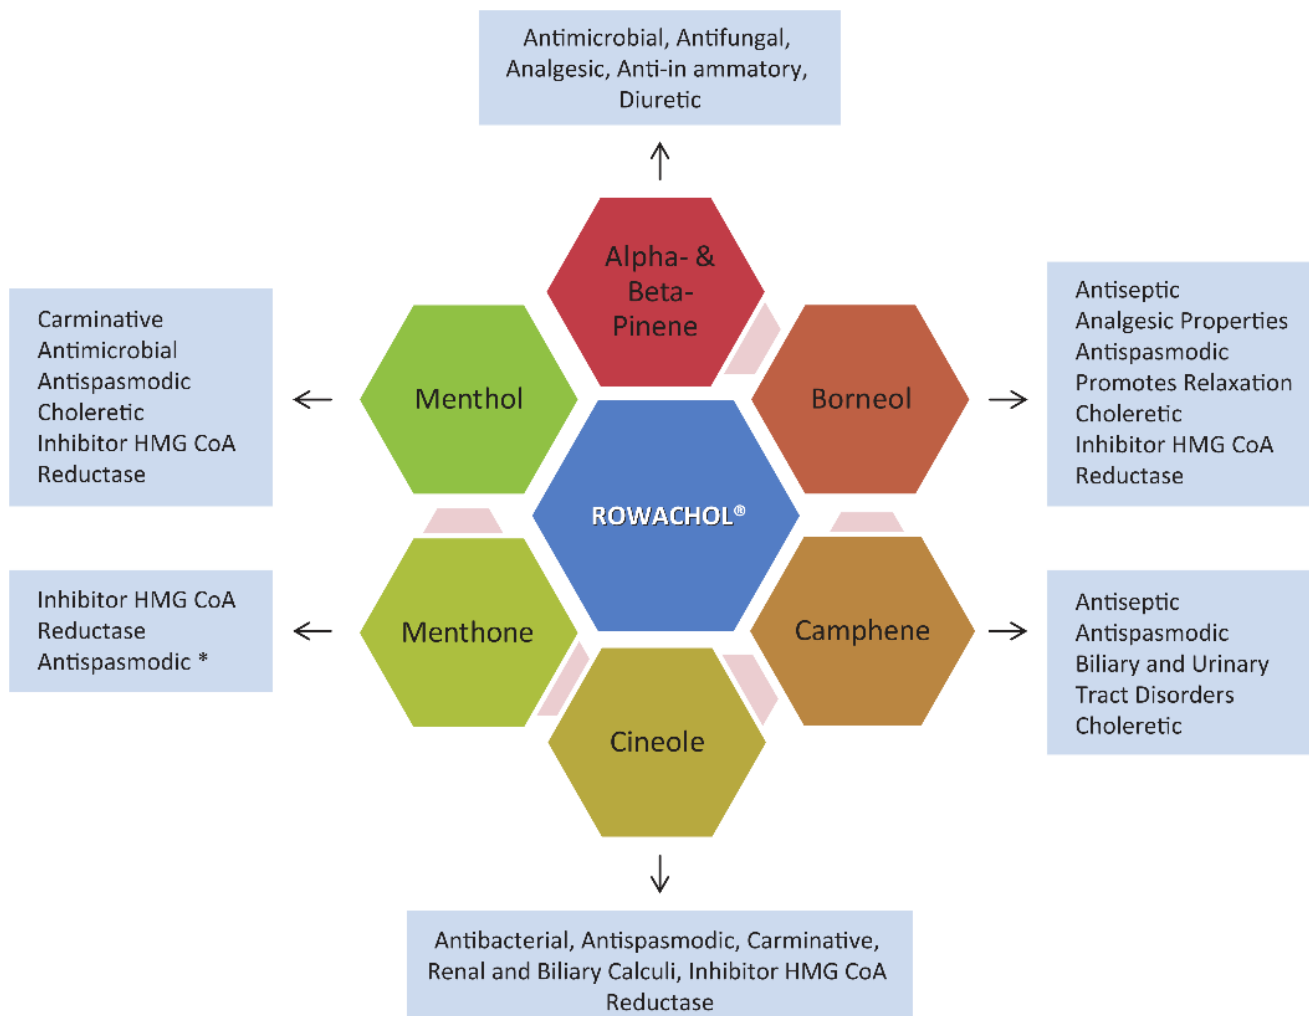 Antimicrobial, Antifungal,
Analgesic, Anti-in ammatory,
Diuretic
Alpha- &
Beta-
Pinene
Carminative
Antimicrobial
Antispasmodic
Choleretic
Inhibitor HMG CoA
Reductase
Menthol
Borneol
Antiseptic
Analgesic Properties
Antispasmodic
Promotes Relaxation
Choleretic
Inhibitor HMG CoA
Reductase
ROWACHOL®
Inhibitor HMG CoA
Reductase
Antispasmodic *
Menthone
Camphene
Antiseptic
Antispasmodic
Biliary and Urinary
Tract Disorders
Choleretic
Cineole
Antibacterial, Antispasmodic, Carminative,
Renal and Biliary Calculi, Inhibitor HMG CoA
Reductase